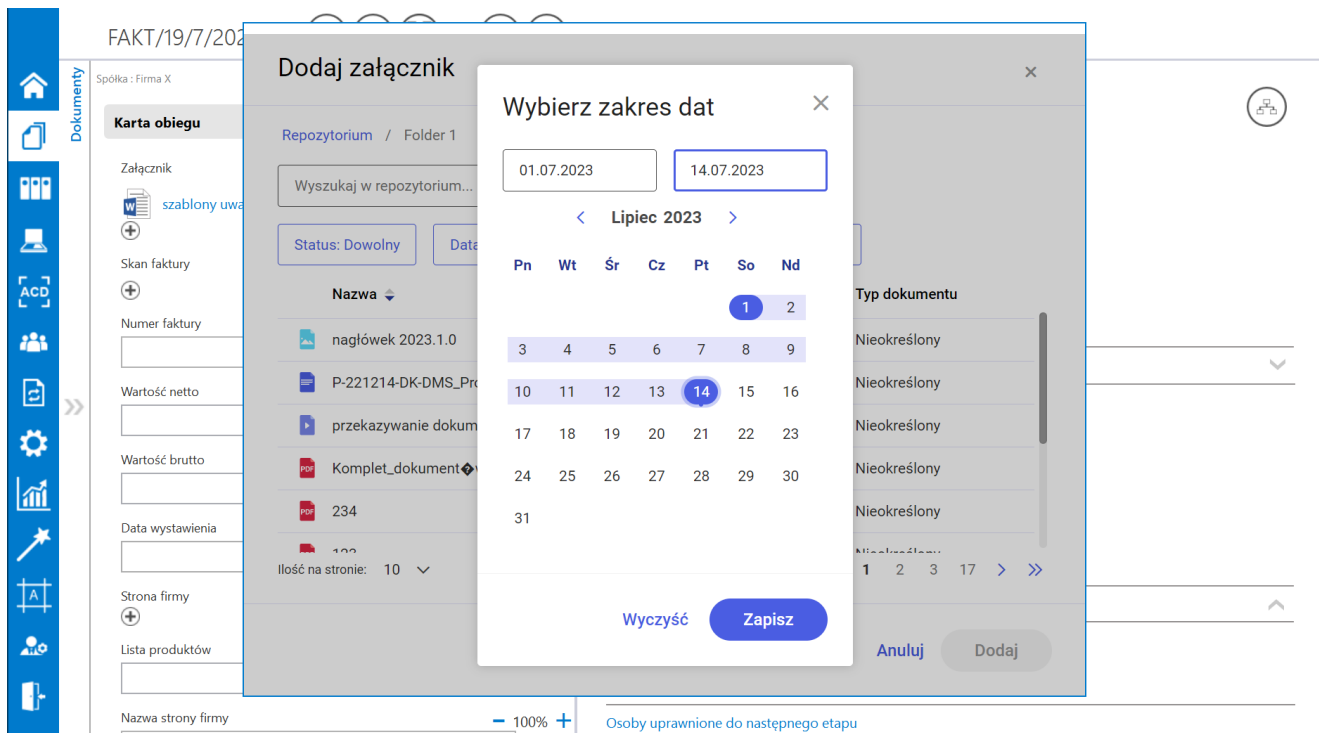 FAKT/19/7/202
Dokumenty
Spółka : Firma X
Karta obiegu
Załącznik
szablony uwa
Skan faktury
Numer faktury
Wartość netto
Wartość brutto
Data wystawienia
Strona firmy
Lista produktów
Nazwa strony firmy
ACD
A
Dodaj załącznik
Repozytorium / Folder 1
Wyszukaj w repozytorium...
Status: Dowolny Data
Nazwa Typ dokumentu
nagłówek 2023.1.0 Nieokreślony
P-221214-DK-DMS_Pro Nieokreślony
przekazywanie dokum Nieokreślony
PDF Komplet_dokument�w Nieokreślony
PDF 234 Nieokreślony
123 Nieokreślony
Ilość na stronie: 10 1 2 3 17
Anuluj Dodaj
Wybierz zakres dat
01.07.2023 14.07.2023
Lipiec 2023
Pn Wt Śr Cz Pt So Nd
1 2
3 4 5 6 7 8 9
10 11 12 13 14 15 16
17 18 19 20 21 22 23
24 25 26 27 28 29 30
31
Wyczyść Zapisz
100%
Osoby uprawnione do następnego etapu